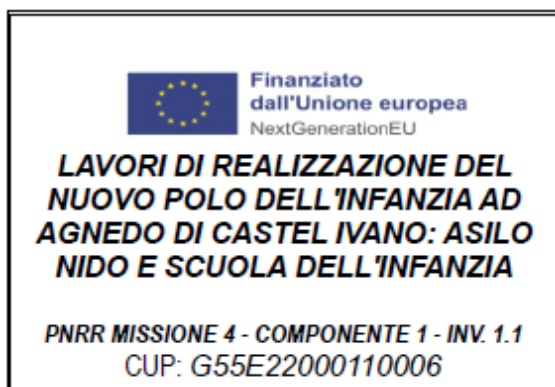 Finanziato
dall'Unione europea
NextGenerationEU
LAVORI DI REALIZZAZIONE DEL
NUOVO POLO DELL'INFANZIA AD
AGNEDO DI CASTEL IVANO: ASILO
NIDO E SCUOLA DELL'INFANZIA
PNRR MISSIONE 4 - COMPONENTE 1 - INV. 1.1
CUP: G55E22000110006